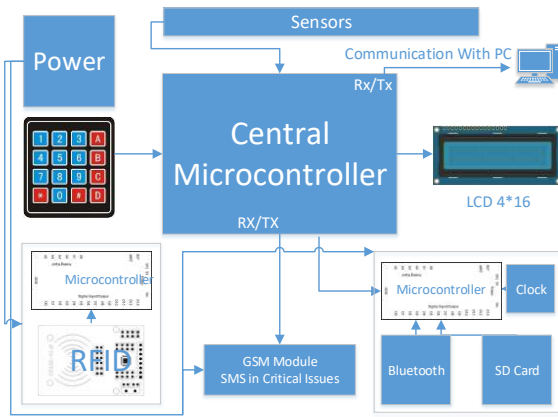 Sensors
Power
Communication With PC
Rx/Tx
Central
Microcontroller
1 2 3 A
4 5 6 B
7 8 9 C
* 0 # D
LCD 4*16
RX/TX
Microcontroller
RFID
GSM Module
SMS in Critical Issues
Microcontroller
Clock
Bluetooth
SD Card